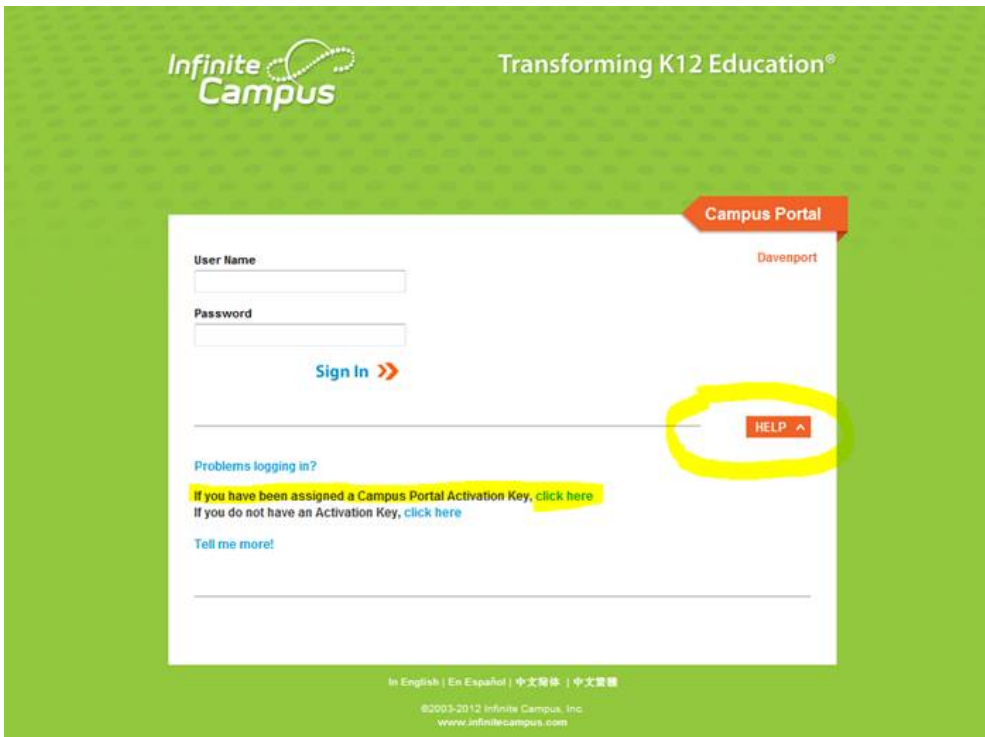 Infinite
Campus
Transforming K12 Education®
Campus Portal
Davenport
User Name
Password
Sign In
HELP
Problems logging in?
If you have been assigned a Campus Portal Activation Key, click here
If you do not have an Activation Key, click here
Tell me more!
In English | En Español | 中文简体 | 中文繁體
©2003-2012 Infinite Campus, Inc.
www.infinitecampus.com